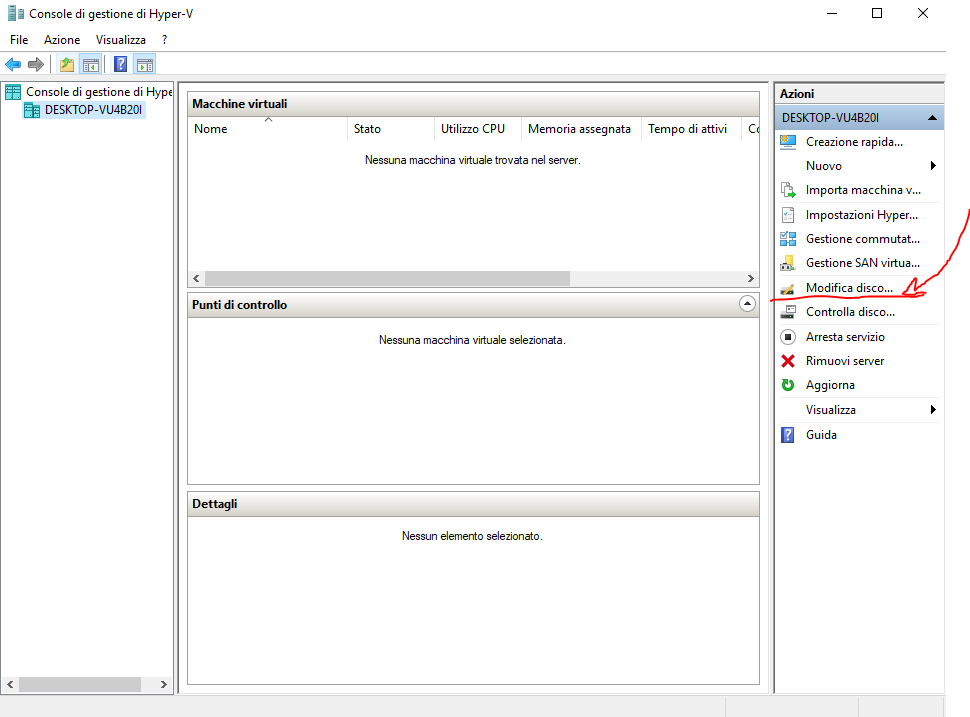 Console di gestione di Hyper-V
File Azione Visualizza ?
Console di gestione di Hype
DESKTOP-VU4B20I
Macchine virtuali
Nome Stato Utilizzo CPU Memoria assegnata Tempo di attivi Co
Nessuna macchina virtuale trovata nel server.
Punti di controllo
Nessuna macchina virtuale selezionata.
Dettagli
Nessun elemento selezionato.
Azioni
DESKTOP-VU4B20I
Creazione rapida...
Nuovo
Importa macchina v...
Impostazioni Hyper...
Gestione commutat...
Gestione SAN virtua...
Modifica disco...
Controlla disco...
Arresta servizio
Rimuovi server
Aggiorna
Visualizza
Guida